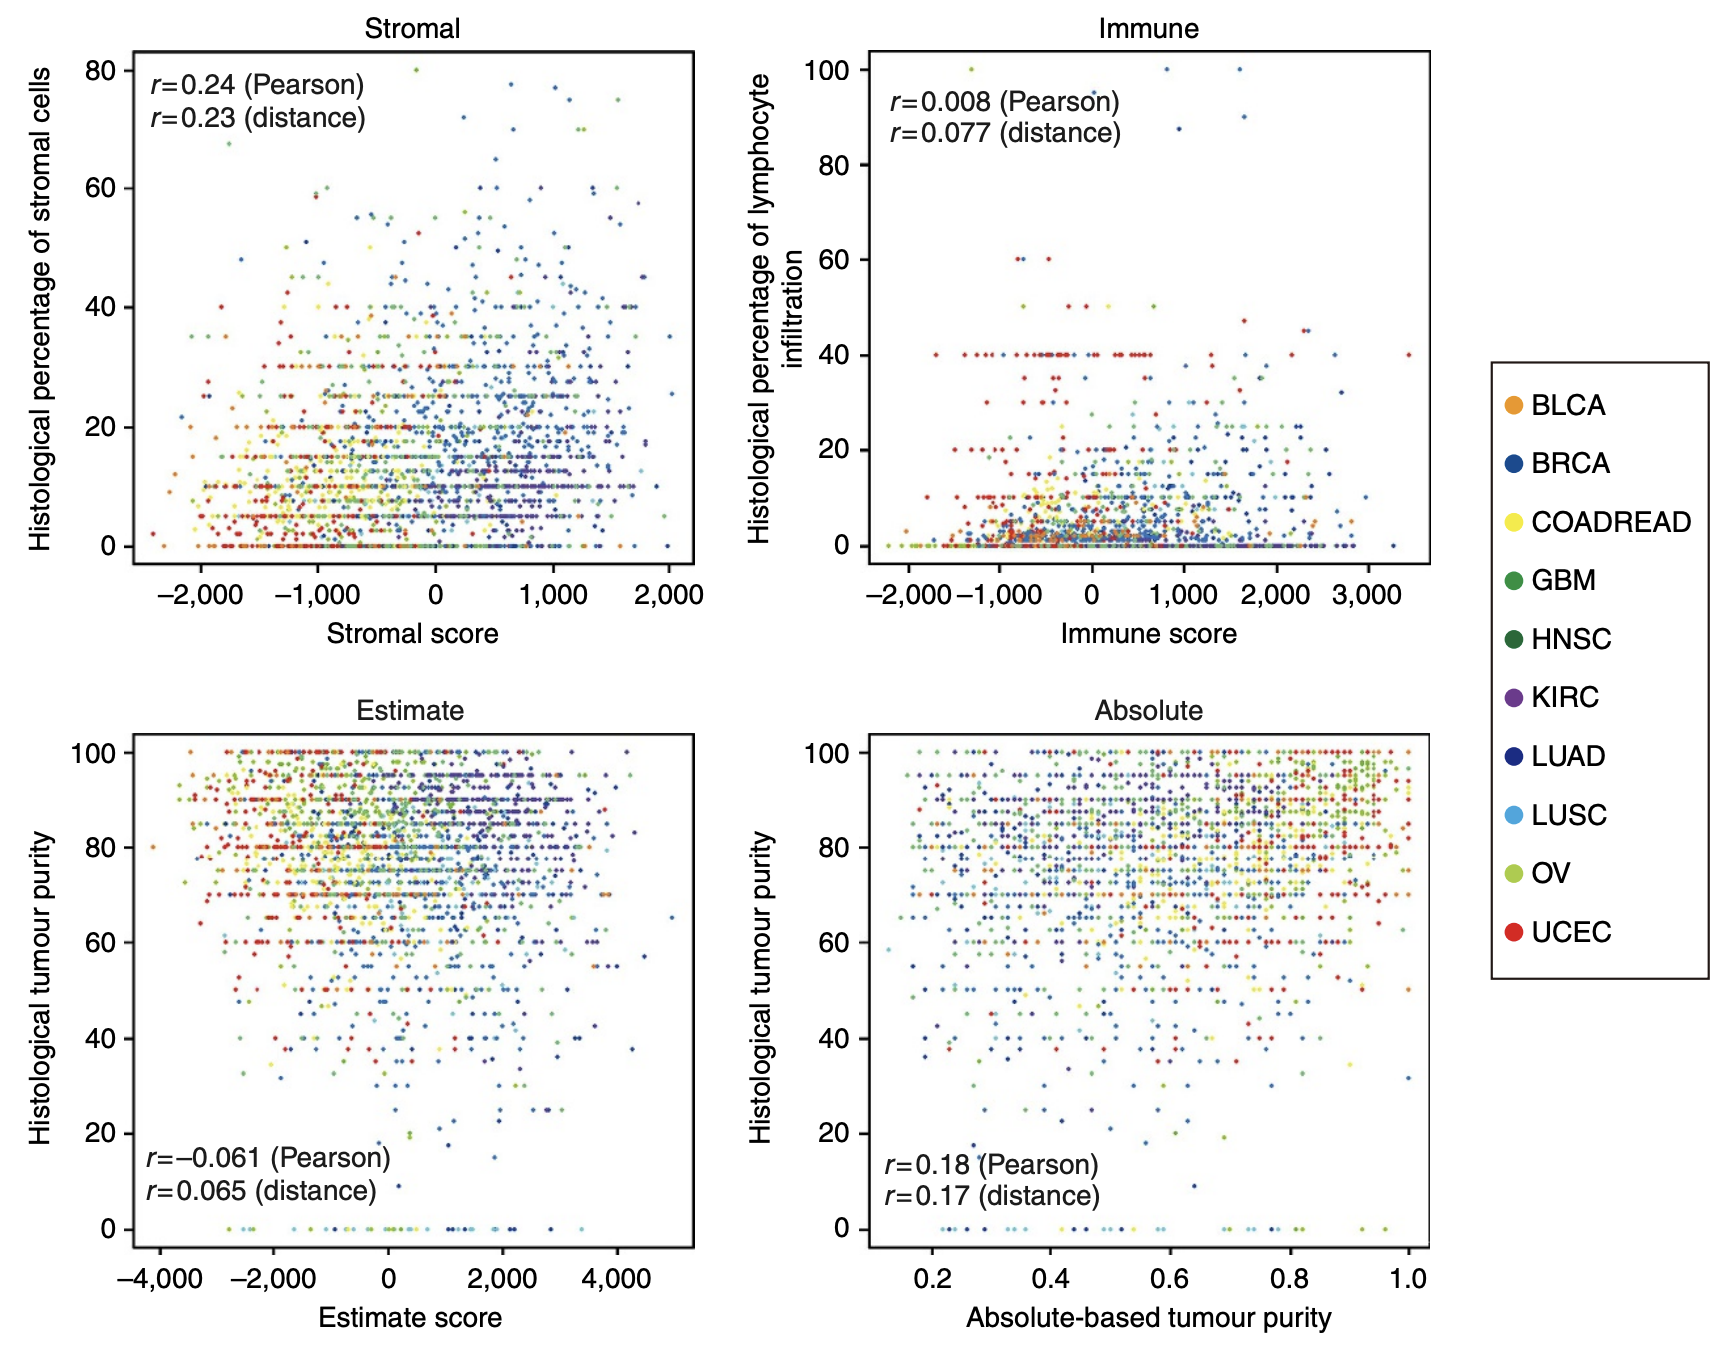 Stromal
r=0.24 (Pearson)
r=0.23 (distance)
Histological percentage of stromal cells
80
60
40
20
0
–2,000 –1,000 0 1,000 2,000
Stromal score
Immune
r=0.008 (Pearson)
r=0.077 (distance)
Histological percentage of lymphocyte
infiltration
100
80
60
40
20
0
–2,000 –1,000 0 1,000 2,000 3,000
Immune score
Estimate
r=–0.061 (Pearson)
r=0.065 (distance)
Histological tumour purity
100
80
60
40
20
0
–4,000 –2,000 0 2,000 4,000
Estimate score
Absolute
r=0.18 (Pearson)
r=0.17 (distance)
Histological tumour purity
100
80
60
40
20
0
0.2 0.4 0.6 0.8 1.0
Absolute-based tumour purity
BLCA
BRCA
COADREAD
GBM
HNSC
KIRC
LUAD
LUSC
OV
UCEC